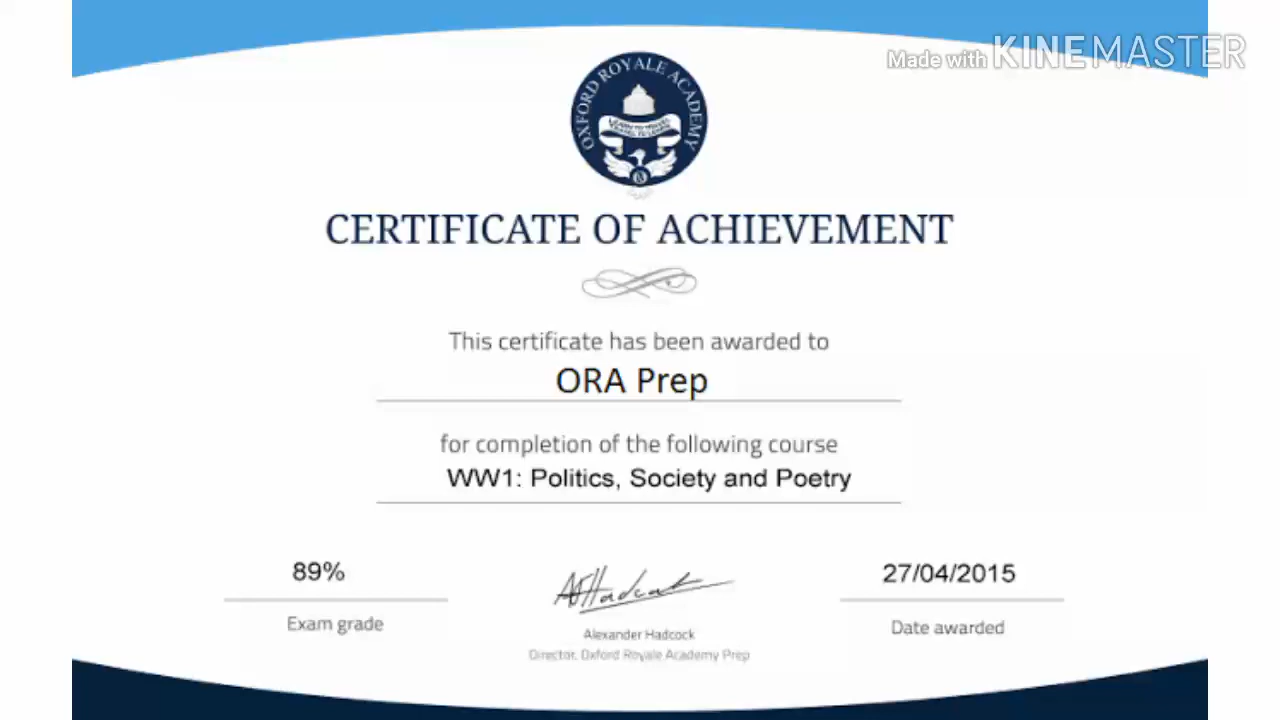 Made with KINEMASTER
OXFORD ROYALE ACADEMY
CERTIFICATE OF ACHIEVEMENT
This certificate has been awarded to
ORA Prep
for completion of the following course
WW1: Politics, Society and Poetry
89%
Exam grade
AJHadcock
Alexander Hadcock
Director, Oxford Royale Academy Prep
27/04/2015
Date awarded